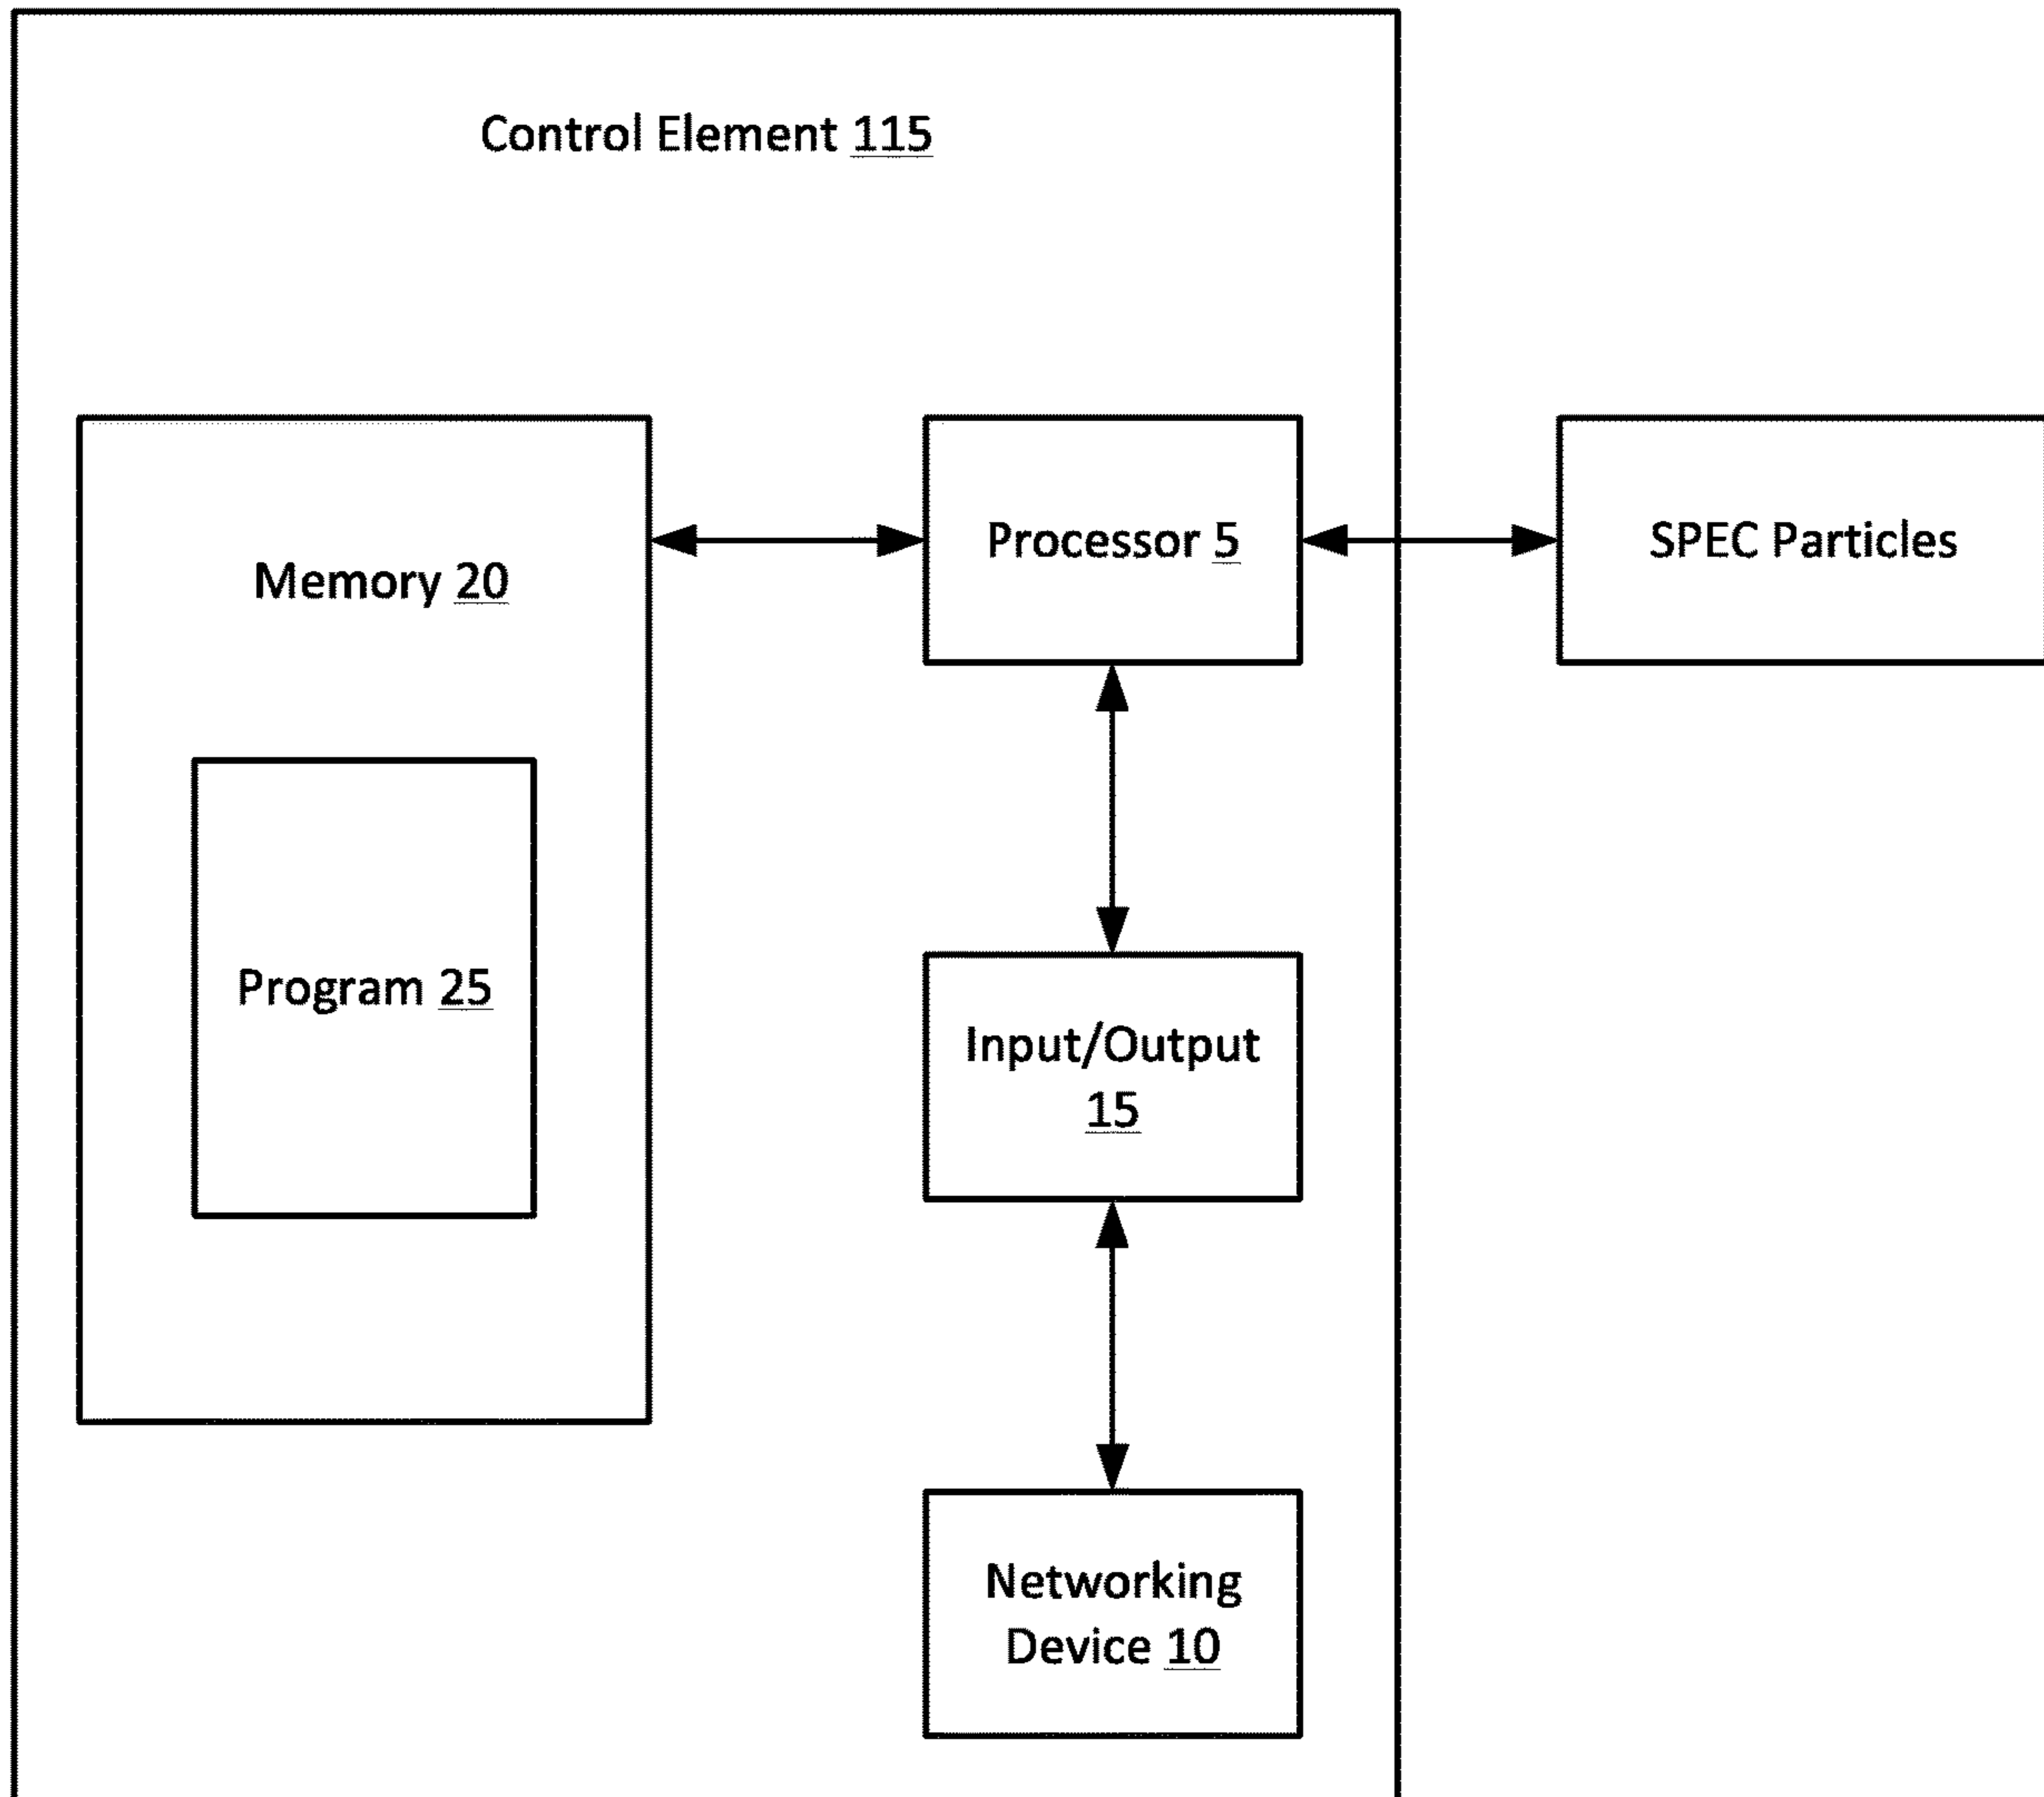 Control Element 115
Memory 20
Processor 5
SPEC Particles
Program 25
Input/Output
15
Networking
Device 10